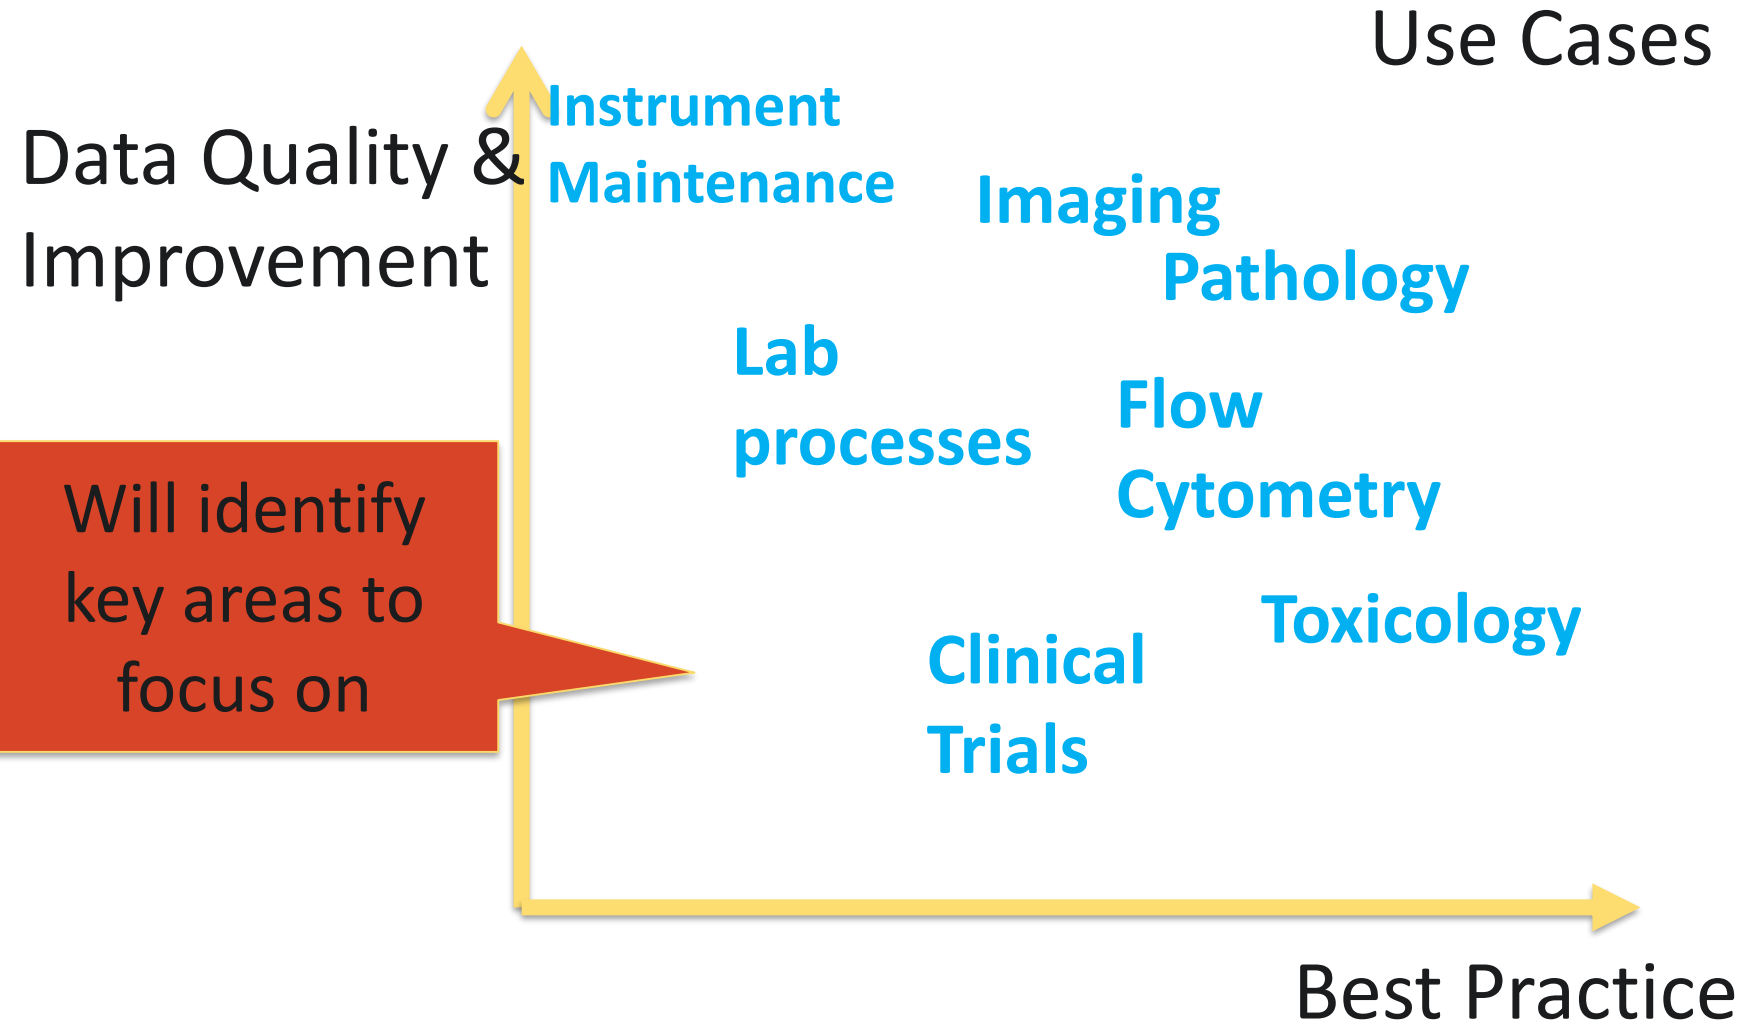 Use Cases
Data Quality &
Improvement
Instrument
Maintenance
Imaging
Pathology
Lab
processes
Flow
Cytometry
Will identify
key areas to
focus on
Toxicology
Clinical
Trials
Best Practice